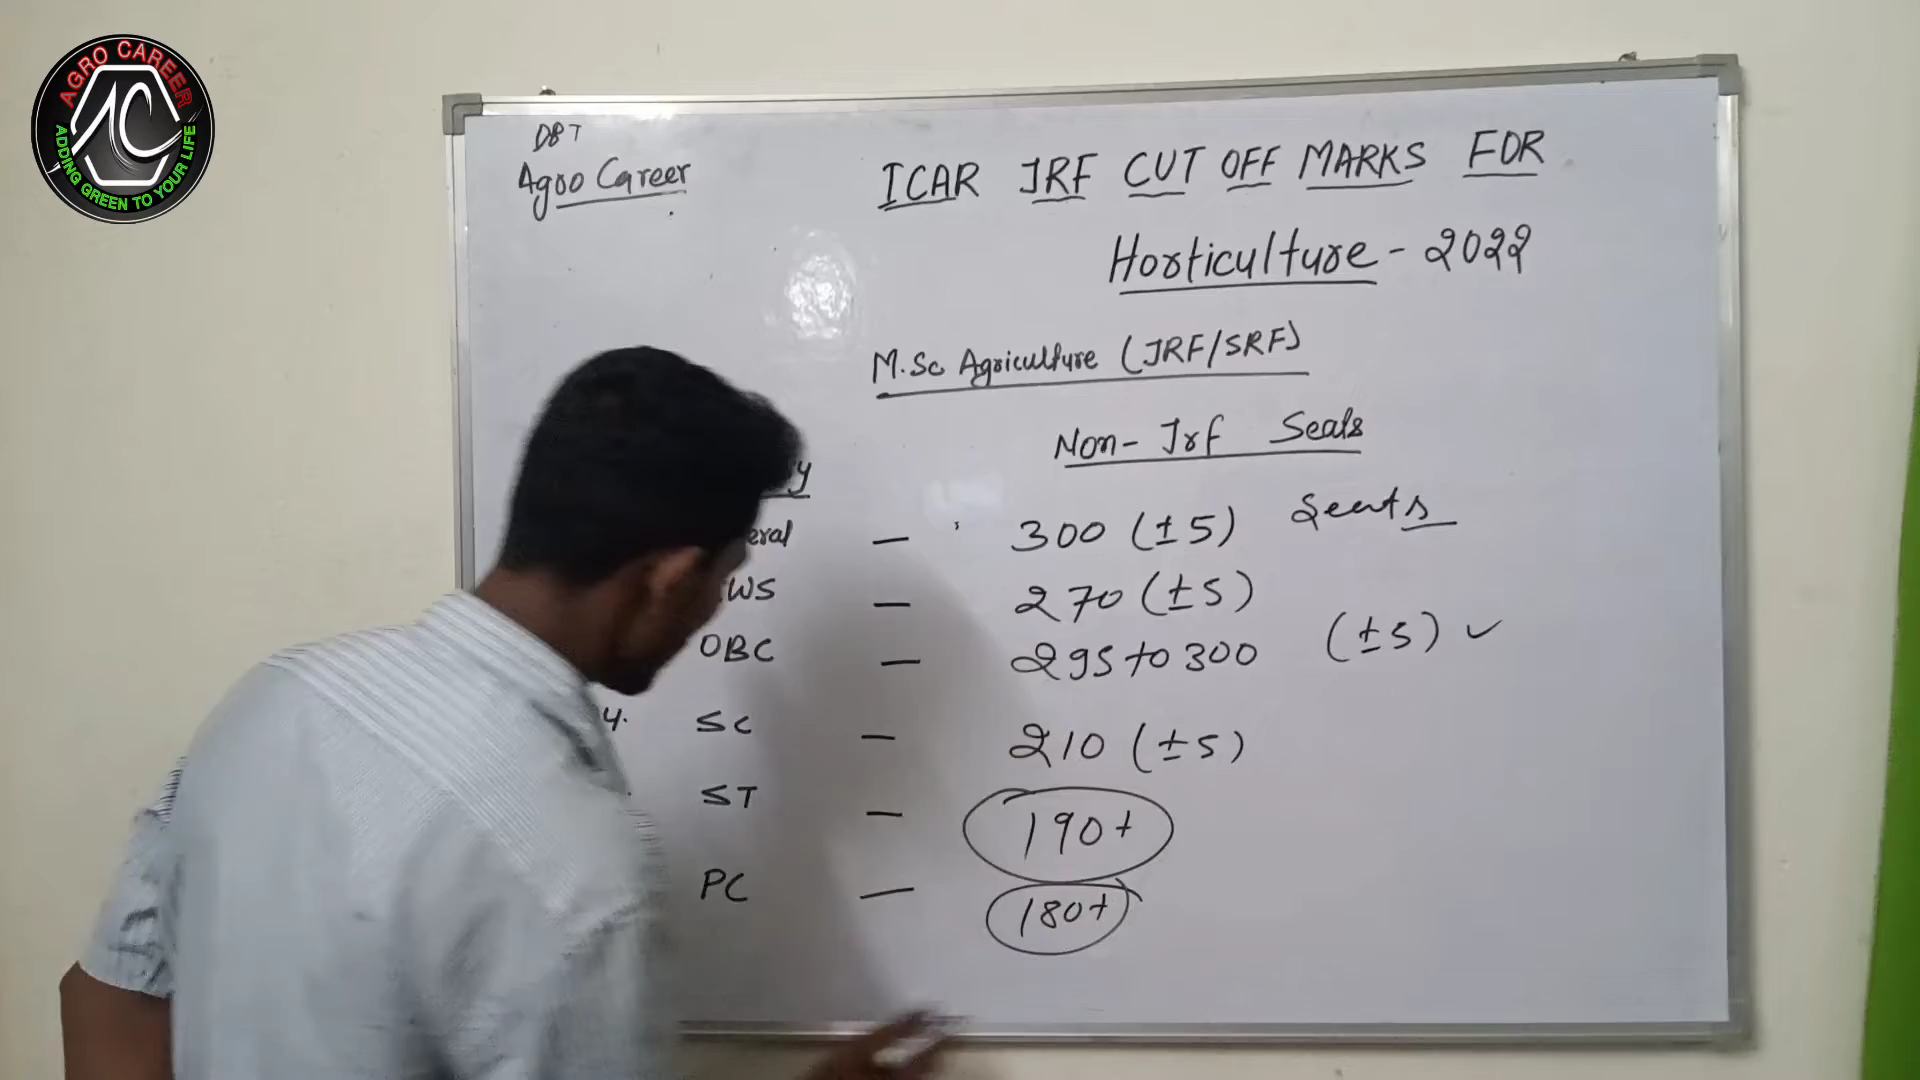 AGRO CAREER
AC
ADDING GREEN TO YOUR LIFE
DBT
Agro Career
ICAR JRF CUT OFF MARKS FOR
Horticulture - 2022
M.Sc Agriculture (JRF/SRF)
Non- Jrf Seats
y
eral — 300 (±5) Seats
WS — 270 (±5)
OBC — 295 to 300 (±5) ✓
4. SC — 210 (±5)
ST — 190+
PC — 180+